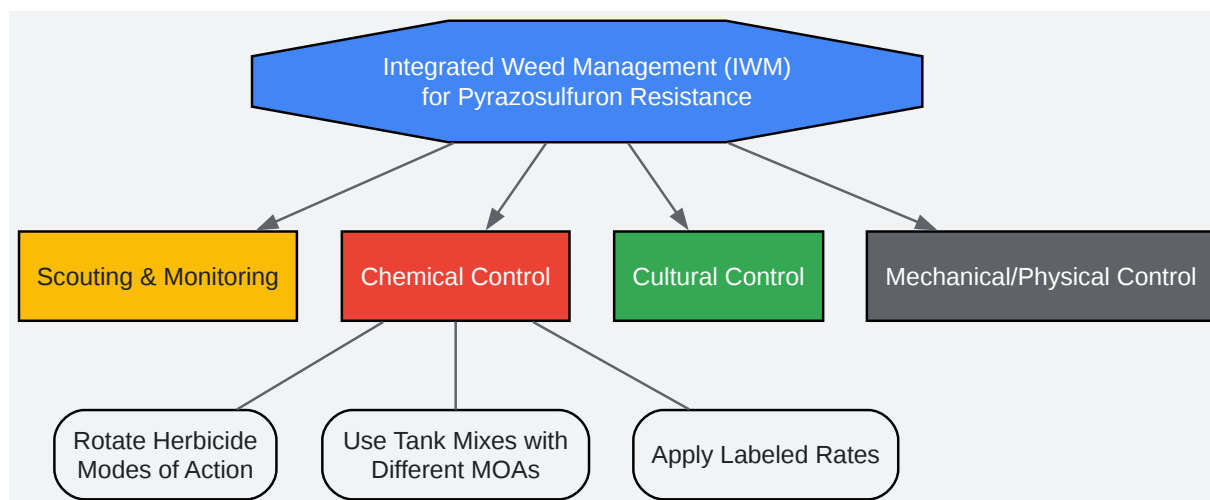 Integrated Weed Management (IWM)
for Pyrazosulfuron Resistance
Scouting & Monitoring
Chemical Control
Cultural Control
Mechanical/Physical Control
Rotate Herbicide
Modes of Action
Use Tank Mixes with
Different MOAs
Apply Labeled Rates